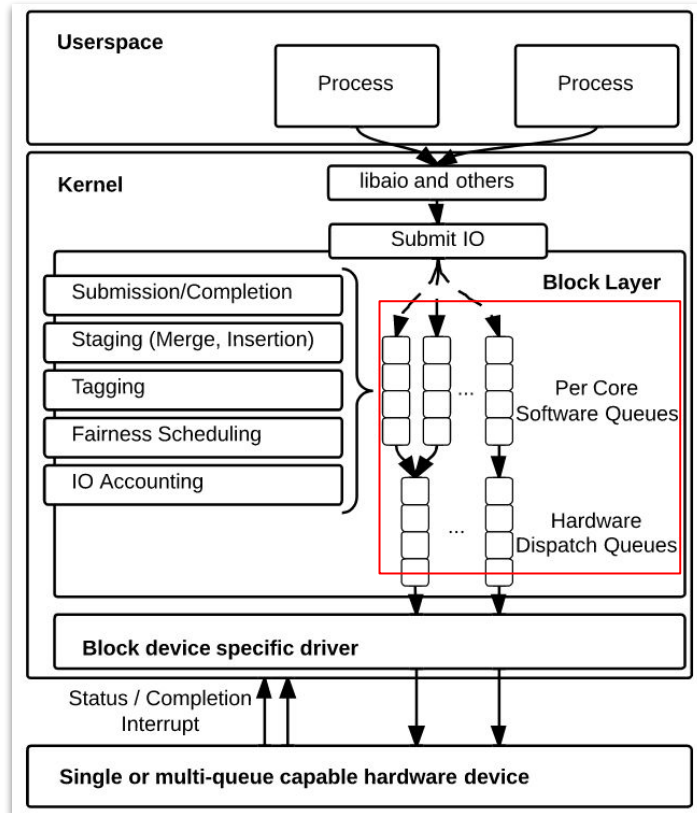 Userspace
Process
Process
Kernel
libaio and others
Submit IO
Block Layer
Submission/Completion
Staging (Merge, Insertion)
Tagging
Fairness Scheduling
IO Accounting
...
Per Core
Software Queues
...
Hardware
Dispatch Queues
Block device specific driver
Status / Completion
Interrupt
Single or multi-queue capable hardware device